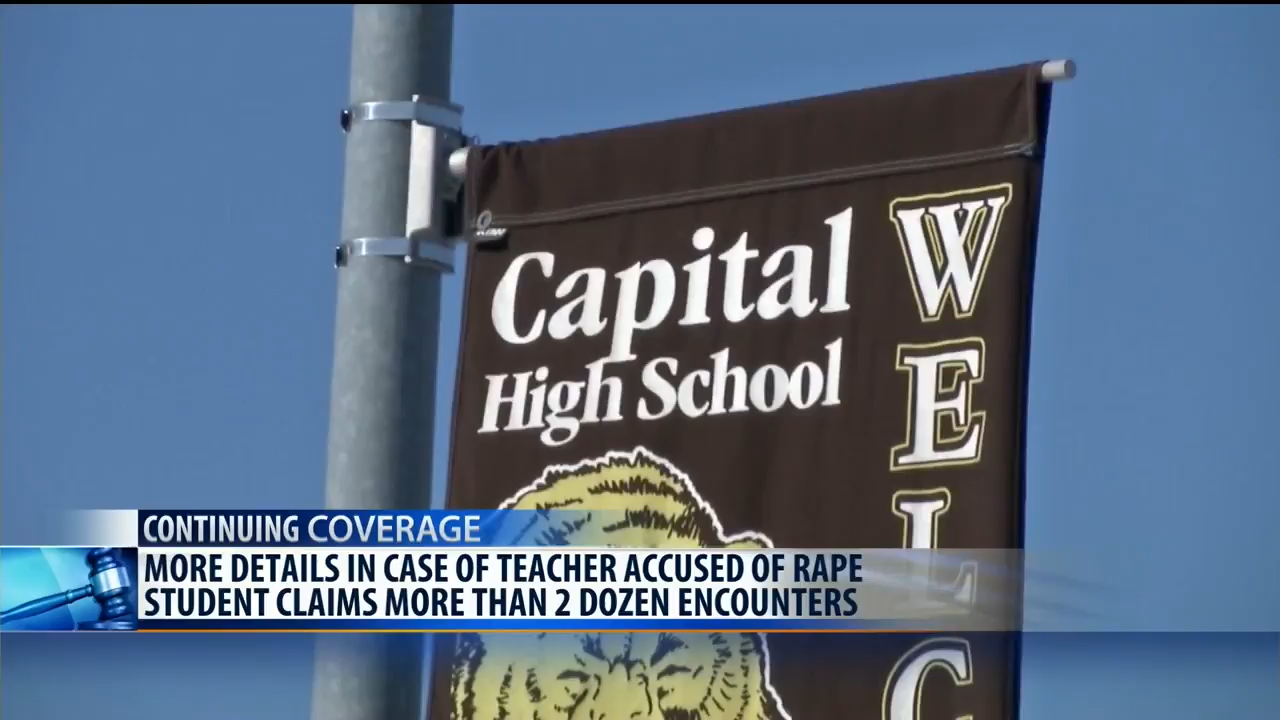 Capital
High School
W
E
L
C
CONTINUING COVERAGE
MORE DETAILS IN CASE OF TEACHER ACCUSED OF RAPE
STUDENT CLAIMS MORE THAN 2 DOZEN ENCOUNTERS